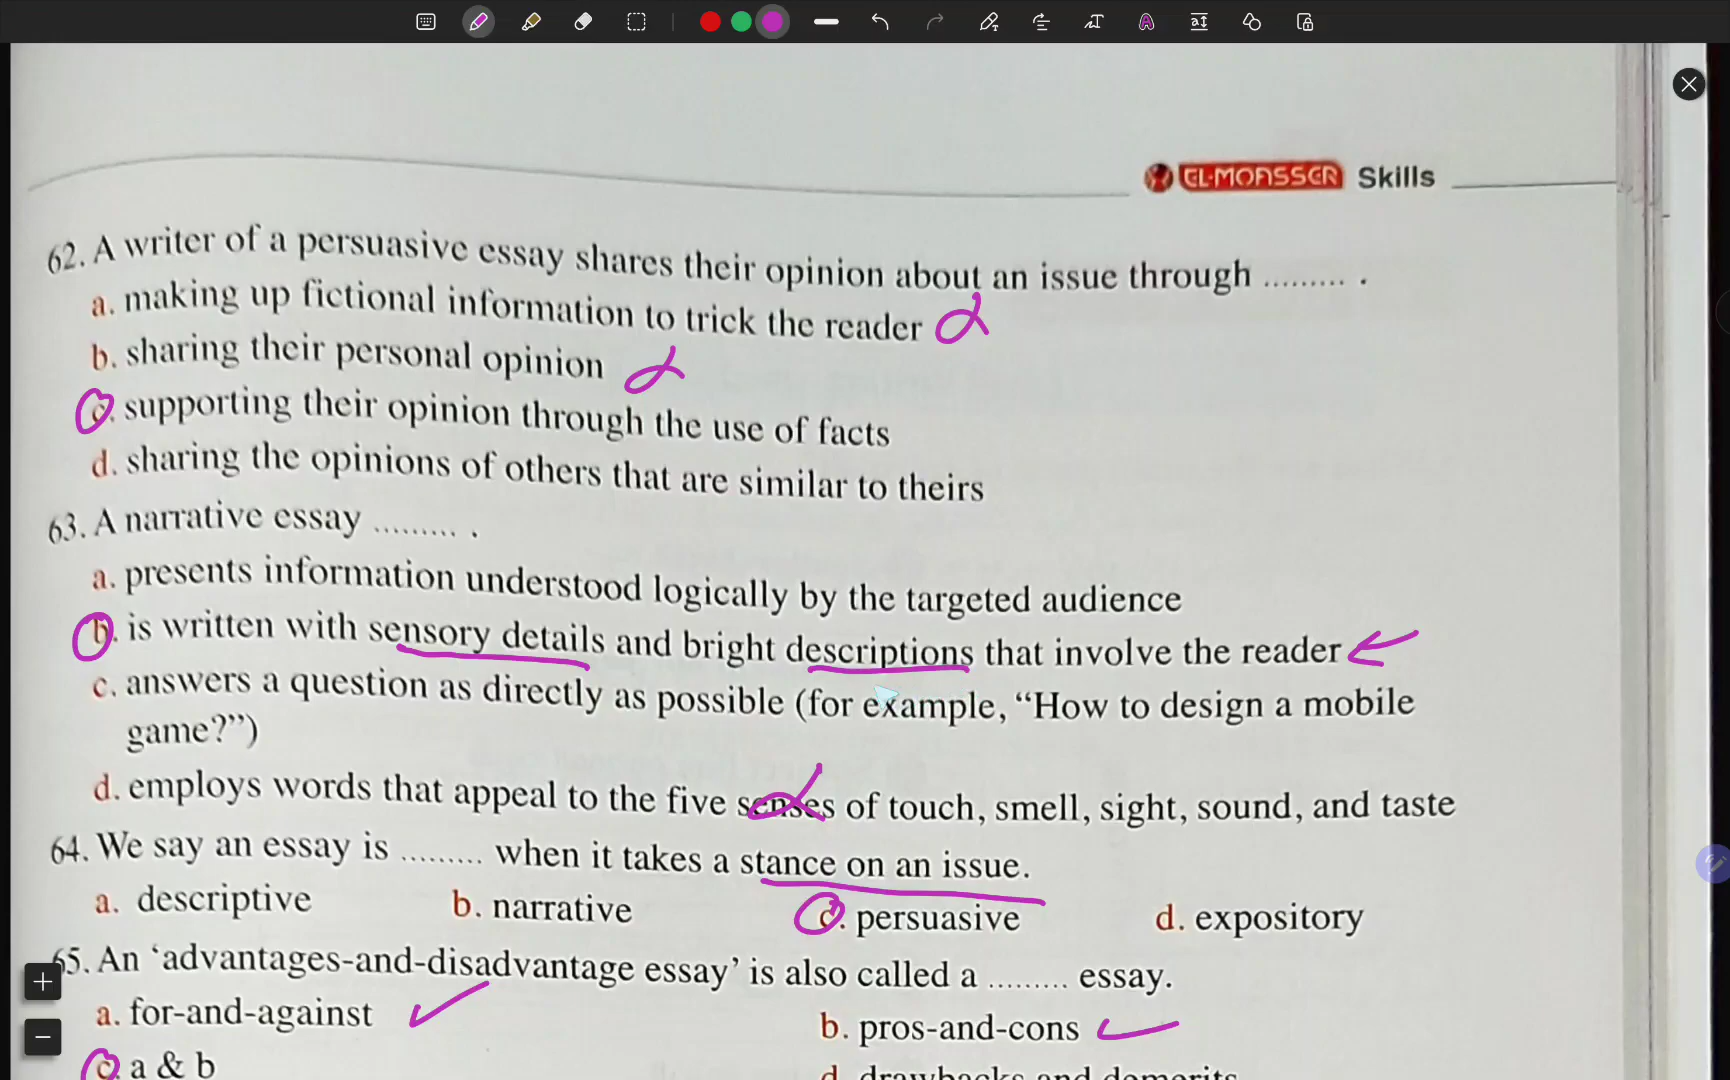 EL-MOASSER Skills
62. A writer of a persuasive essay shares their opinion about an issue through ......... .
a. making up fictional information to trick the reader
b. sharing their personal opinion
c. supporting their opinion through the use of facts
d. sharing the opinions of others that are similar to theirs
63. A narrative essay ......... .
a. presents information understood logically by the targeted audience
b. is written with sensory details and bright descriptions that involve the reader
c. answers a question as directly as possible (for example, “How to design a mobile
game?”)
d. employs words that appeal to the five senses of touch, smell, sight, sound, and taste
64. We say an essay is ......... when it takes a stance on an issue.
a. descriptive b. narrative c. persuasive d. expository
65. An ‘advantages-and-disadvantage essay’ is also called a ......... essay.
a. for-and-against b. pros-and-cons
c. a & b d. drawbacks and demerits